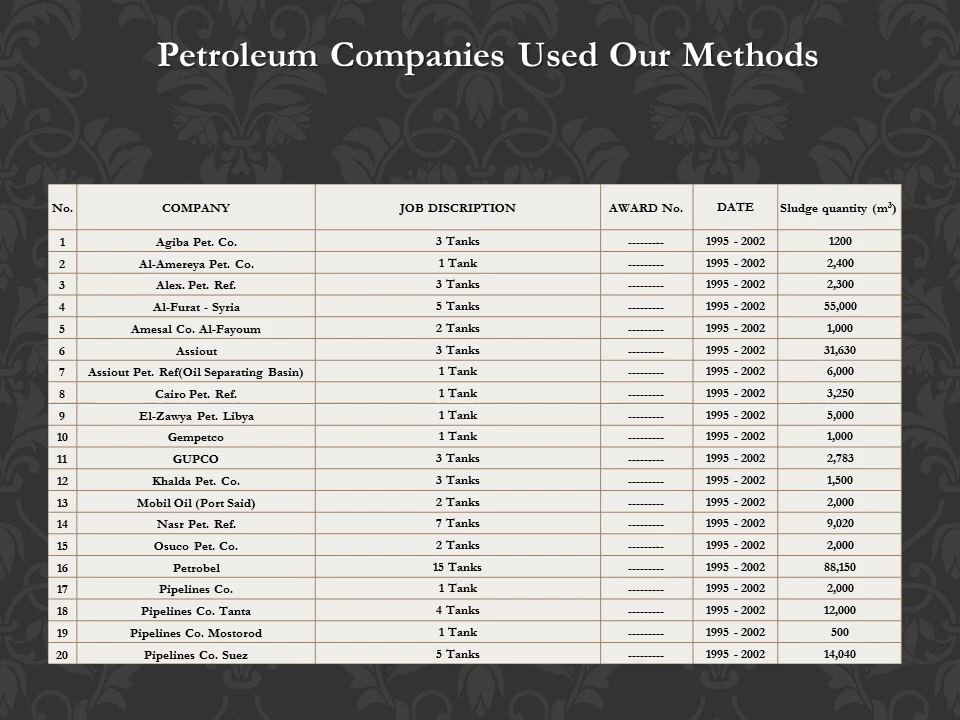 Petroleum Companies Used Our Methods
No. COMPANY JOB DISCRIPTION AWARD No. DATE Sludge quantity (m³)
1 Agiba Pet. Co. 3 Tanks --------- 1995 - 2002 1200
2 Al-Amereya Pet. Co. 1 Tank --------- 1995 - 2002 2,400
3 Alex. Pet. Ref. 3 Tanks --------- 1995 - 2002 2,300
4 Al-Furat - Syria 5 Tanks --------- 1995 - 2002 55,000
5 Amesal Co. Al-Fayoum 2 Tanks --------- 1995 - 2002 1,000
6 Assiout 3 Tanks --------- 1995 - 2002 31,630
7 Assiout Pet. Ref(Oil Separating Basin) 1 Tank --------- 1995 - 2002 6,000
8 Cairo Pet. Ref. 1 Tank --------- 1995 - 2002 3,250
9 El-Zawya Pet. Libya 1 Tank --------- 1995 - 2002 5,000
10 Gempetco 1 Tank --------- 1995 - 2002 1,000
11 GUPCO 3 Tanks --------- 1995 - 2002 2,783
12 Khalda Pet. Co. 3 Tanks --------- 1995 - 2002 1,500
13 Mobil Oil (Port Said) 2 Tanks --------- 1995 - 2002 2,000
14 Nasr Pet. Ref. 7 Tanks --------- 1995 - 2002 9,020
15 Osuco Pet. Co. 2 Tanks --------- 1995 - 2002 2,000
16 Petrobel 15 Tanks --------- 1995 - 2002 88,150
17 Pipelines Co. 1 Tank --------- 1995 - 2002 2,000
18 Pipelines Co. Tanta 4 Tanks --------- 1995 - 2002 12,000
19 Pipelines Co. Mostorod 1 Tank --------- 1995 - 2002 500
20 Pipelines Co. Suez 5 Tanks --------- 1995 - 2002 14,040